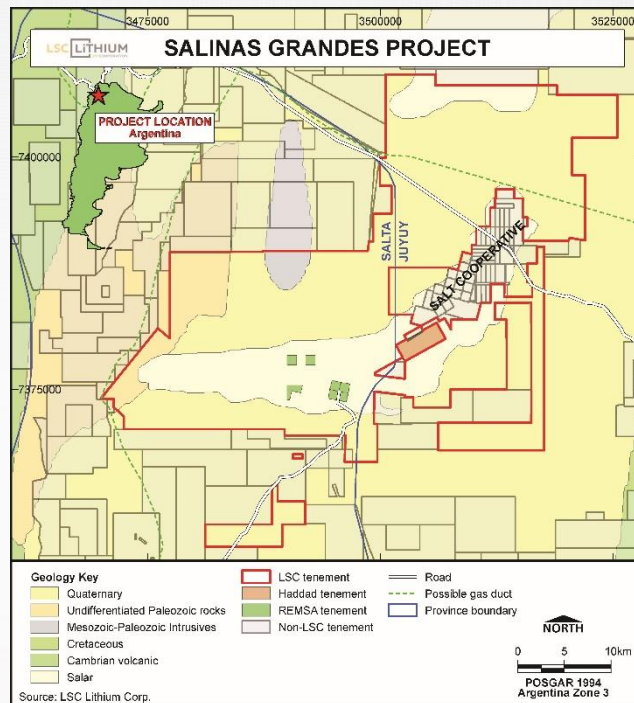 3475000
3500000
3525000
LSC LITHIUM
SALINAS GRANDES PROJECT
PROJECT LOCATION
Argentina
7400000
SALTA
JUYUY
SALT COOPERATIVE
7375000
Geology Key
Quaternary
Undifferentiated Paleozoic rocks
Mesozoic-Paleozoic Intrusives
Cretaceous
Cambrian volcanic
Salar
LSC tenement
Haddad tenement
REMSA tenement
Non-LSC tenement
Road
Possible gas duct
Province boundary
NORTH
0 5 10km
POSGAR 1994
Argentina Zone 3
Source: LSC Lithium Corp.